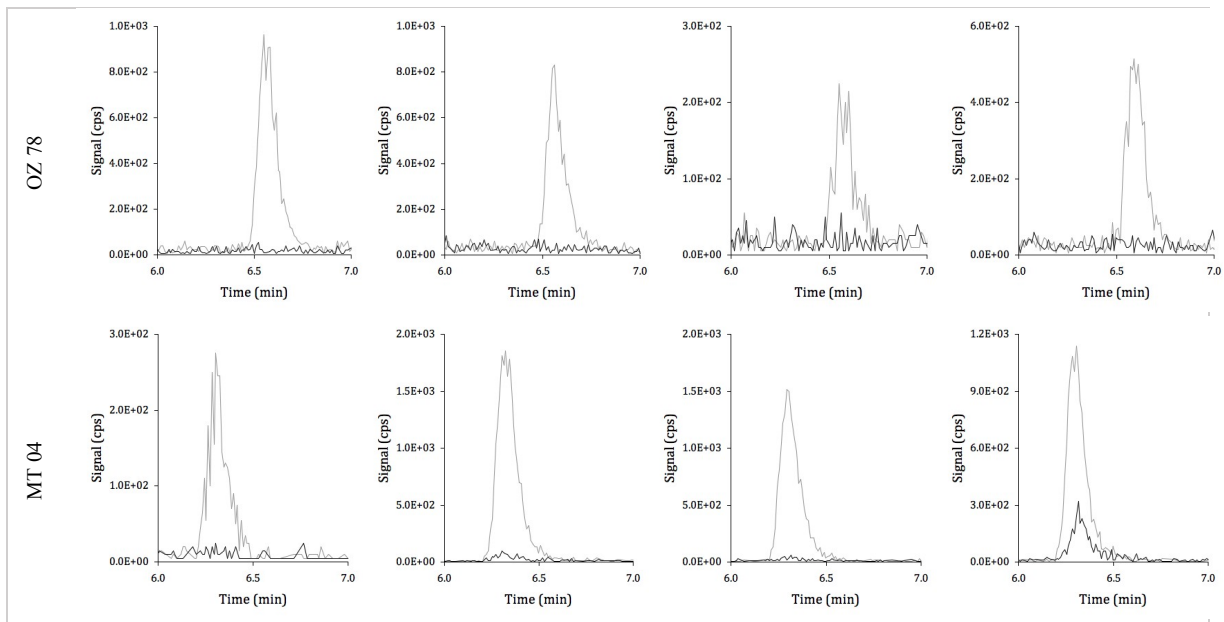 OZ 78
Signal (cps)
1.0E+03
8.0E+02
6.0E+02
4.0E+02
2.0E+02
0.0E+00
6.0 6.5 7.0
Time (min)
Signal (cps)
1.0E+03
8.0E+02
6.0E+02
4.0E+02
2.0E+02
0.0E+00
6.0 6.5 7.0
Time (min)
Signal (cps)
3.0E+02
2.0E+02
1.0E+02
0.0E+00
6.0 6.5 7.0
Time (min)
Signal (cps)
6.0E+02
4.0E+02
2.0E+02
0.0E+00
6.0 6.5 7.0
Time (min)
MT 04
Signal (cps)
3.0E+02
2.0E+02
1.0E+02
0.0E+00
6.0 6.5 7.0
Time (min)
Signal (cps)
2.0E+03
1.5E+03
1.0E+03
5.0E+02
0.0E+00
6.0 6.5 7.0
Time (min)
Signal (cps)
2.0E+03
1.5E+03
1.0E+03
5.0E+02
0.0E+00
6.0 6.5 7.0
Time (min)
Signal (cps)
1.2E+03
9.0E+02
6.0E+02
3.0E+02
0.0E+00
6.0 6.5 7.0
Time (min)